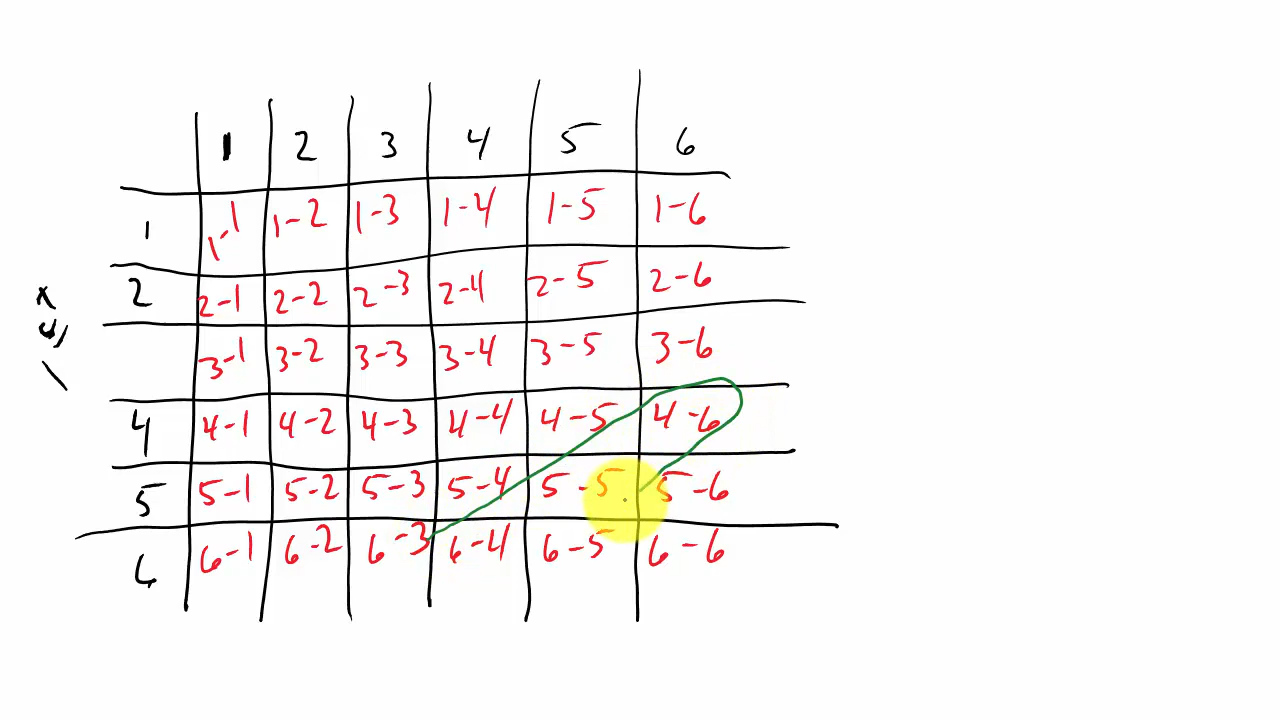 1 2 3 4 5 6
1 1-1 1-2 1-3 1-4 1-5 1-6
2 2-1 2-2 2-3 2-4 2-5 2-6
3-1 3-2 3-3 3-4 3-5 3-6
4 4-1 4-2 4-3 4-4 4-5 4-6
5 5-1 5-2 5-3 5-4 5-5 5-6
6 6-1 6-2 6-3 6-4 6-5 6-6